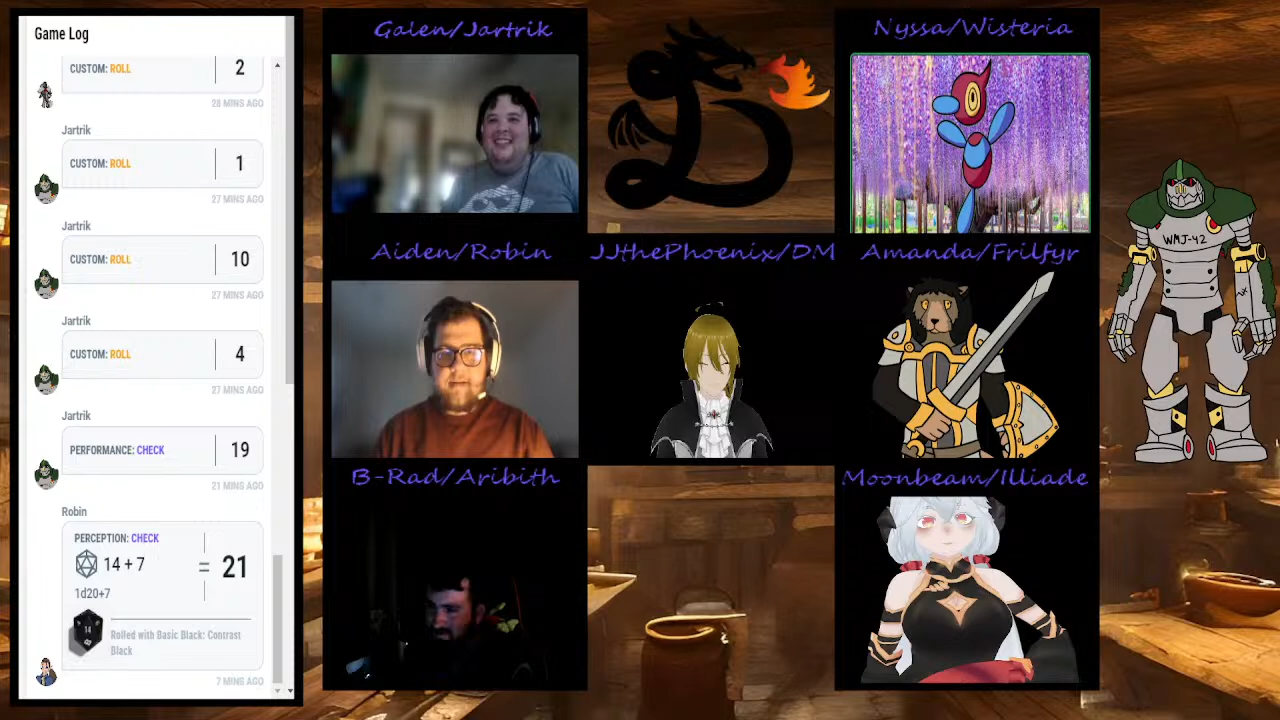 Game Log
CUSTOM: ROLL 2
28 MINS AGO
Jartrik
CUSTOM: ROLL 1
27 MINS AGO
Jartrik
CUSTOM: ROLL 10
27 MINS AGO
Jartrik
CUSTOM: ROLL 4
27 MINS AGO
Jartrik
PERFORMANCE: CHECK 19
21 MINS AGO
Robin
PERCEPTION: CHECK
14 + 7 = 21
1d20+7
14
Rolled with Basic Black: Contrast
Black
7 MINS AGO
Galen/Jartrik
Nyssa/Wisteria
Aiden/Robin
JJthePhoenix/DM
Amanda/Frilfyr
B-Rad/Aribith
Moonbeam/Illiade
WMJ-42